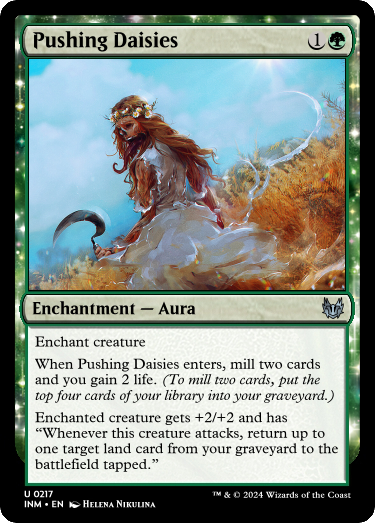 Pushing Daisies 1
Enchantment — Aura
Enchant creature
When Pushing Daisies enters, mill two cards
and you gain 2 life. (To mill two cards, put the
top four cards of your library into your graveyard.)
Enchanted creature gets +2/+2 and has
“Whenever this creature attacks, return up to
one target land card from your graveyard to the
battlefield tapped.”
U 0217
INM • EN Helena Nikulina
™ & © 2024 Wizards of the Coast